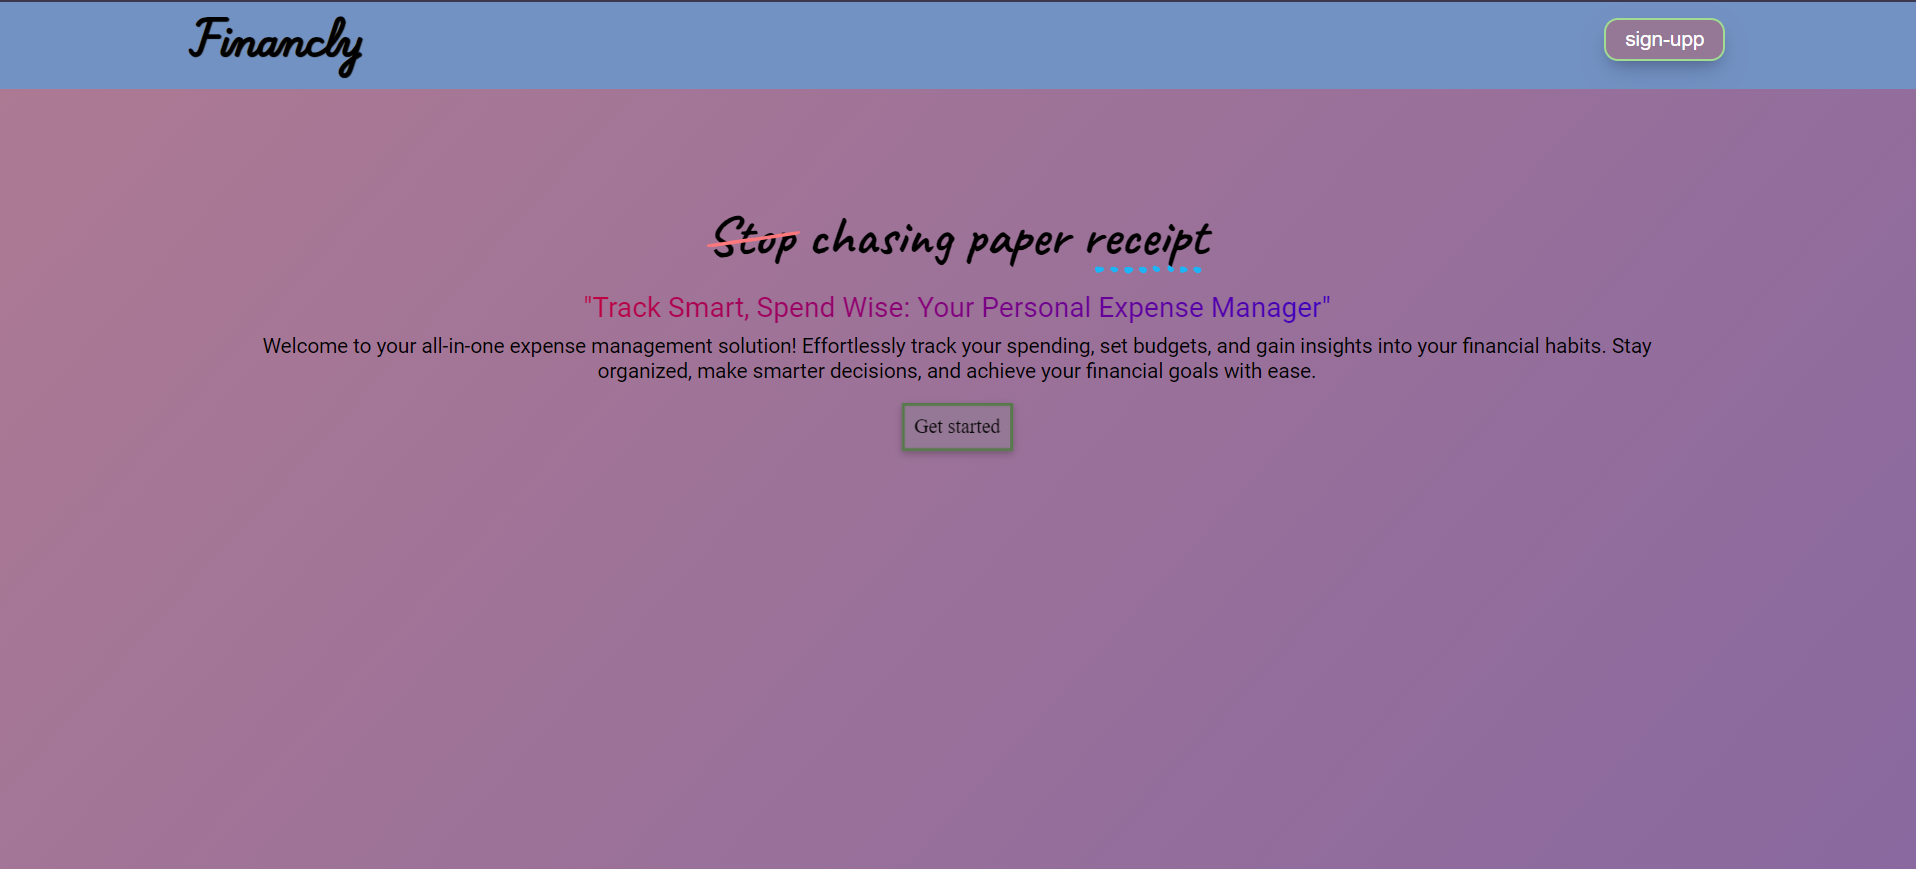 Financly
sign-upp
Stop chasing paper receipt
"Track Smart, Spend Wise: Your Personal Expense Manager"
Welcome to your all-in-one expense management solution! Effortlessly track your spending, set budgets, and gain insights into your financial habits. Stay
organized, make smarter decisions, and achieve your financial goals with ease.
Get started